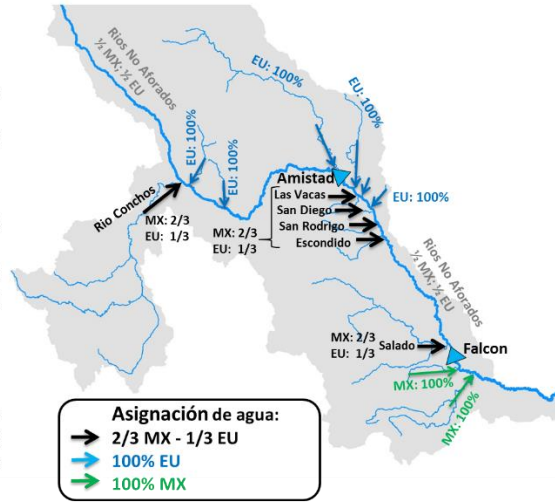 Rios No Aforados
½ MX; ½ EU
EU: 100%
EU: 100%
EU: 100%
EU: 100%
Rio Conchos
MX: 2/3
EU: 1/3
Amistad
Las Vacas
San Diego
San Rodrigo
Escondido
MX: 2/3
EU: 1/3
EU: 100%
Rios No Aforados
½ MX; ½ EU
MX: 2/3
EU: 1/3
Salado
Falcon
MX: 100%
MX: 100%
Asignación de agua:
2/3 MX - 1/3 EU
100% EU
100% MX